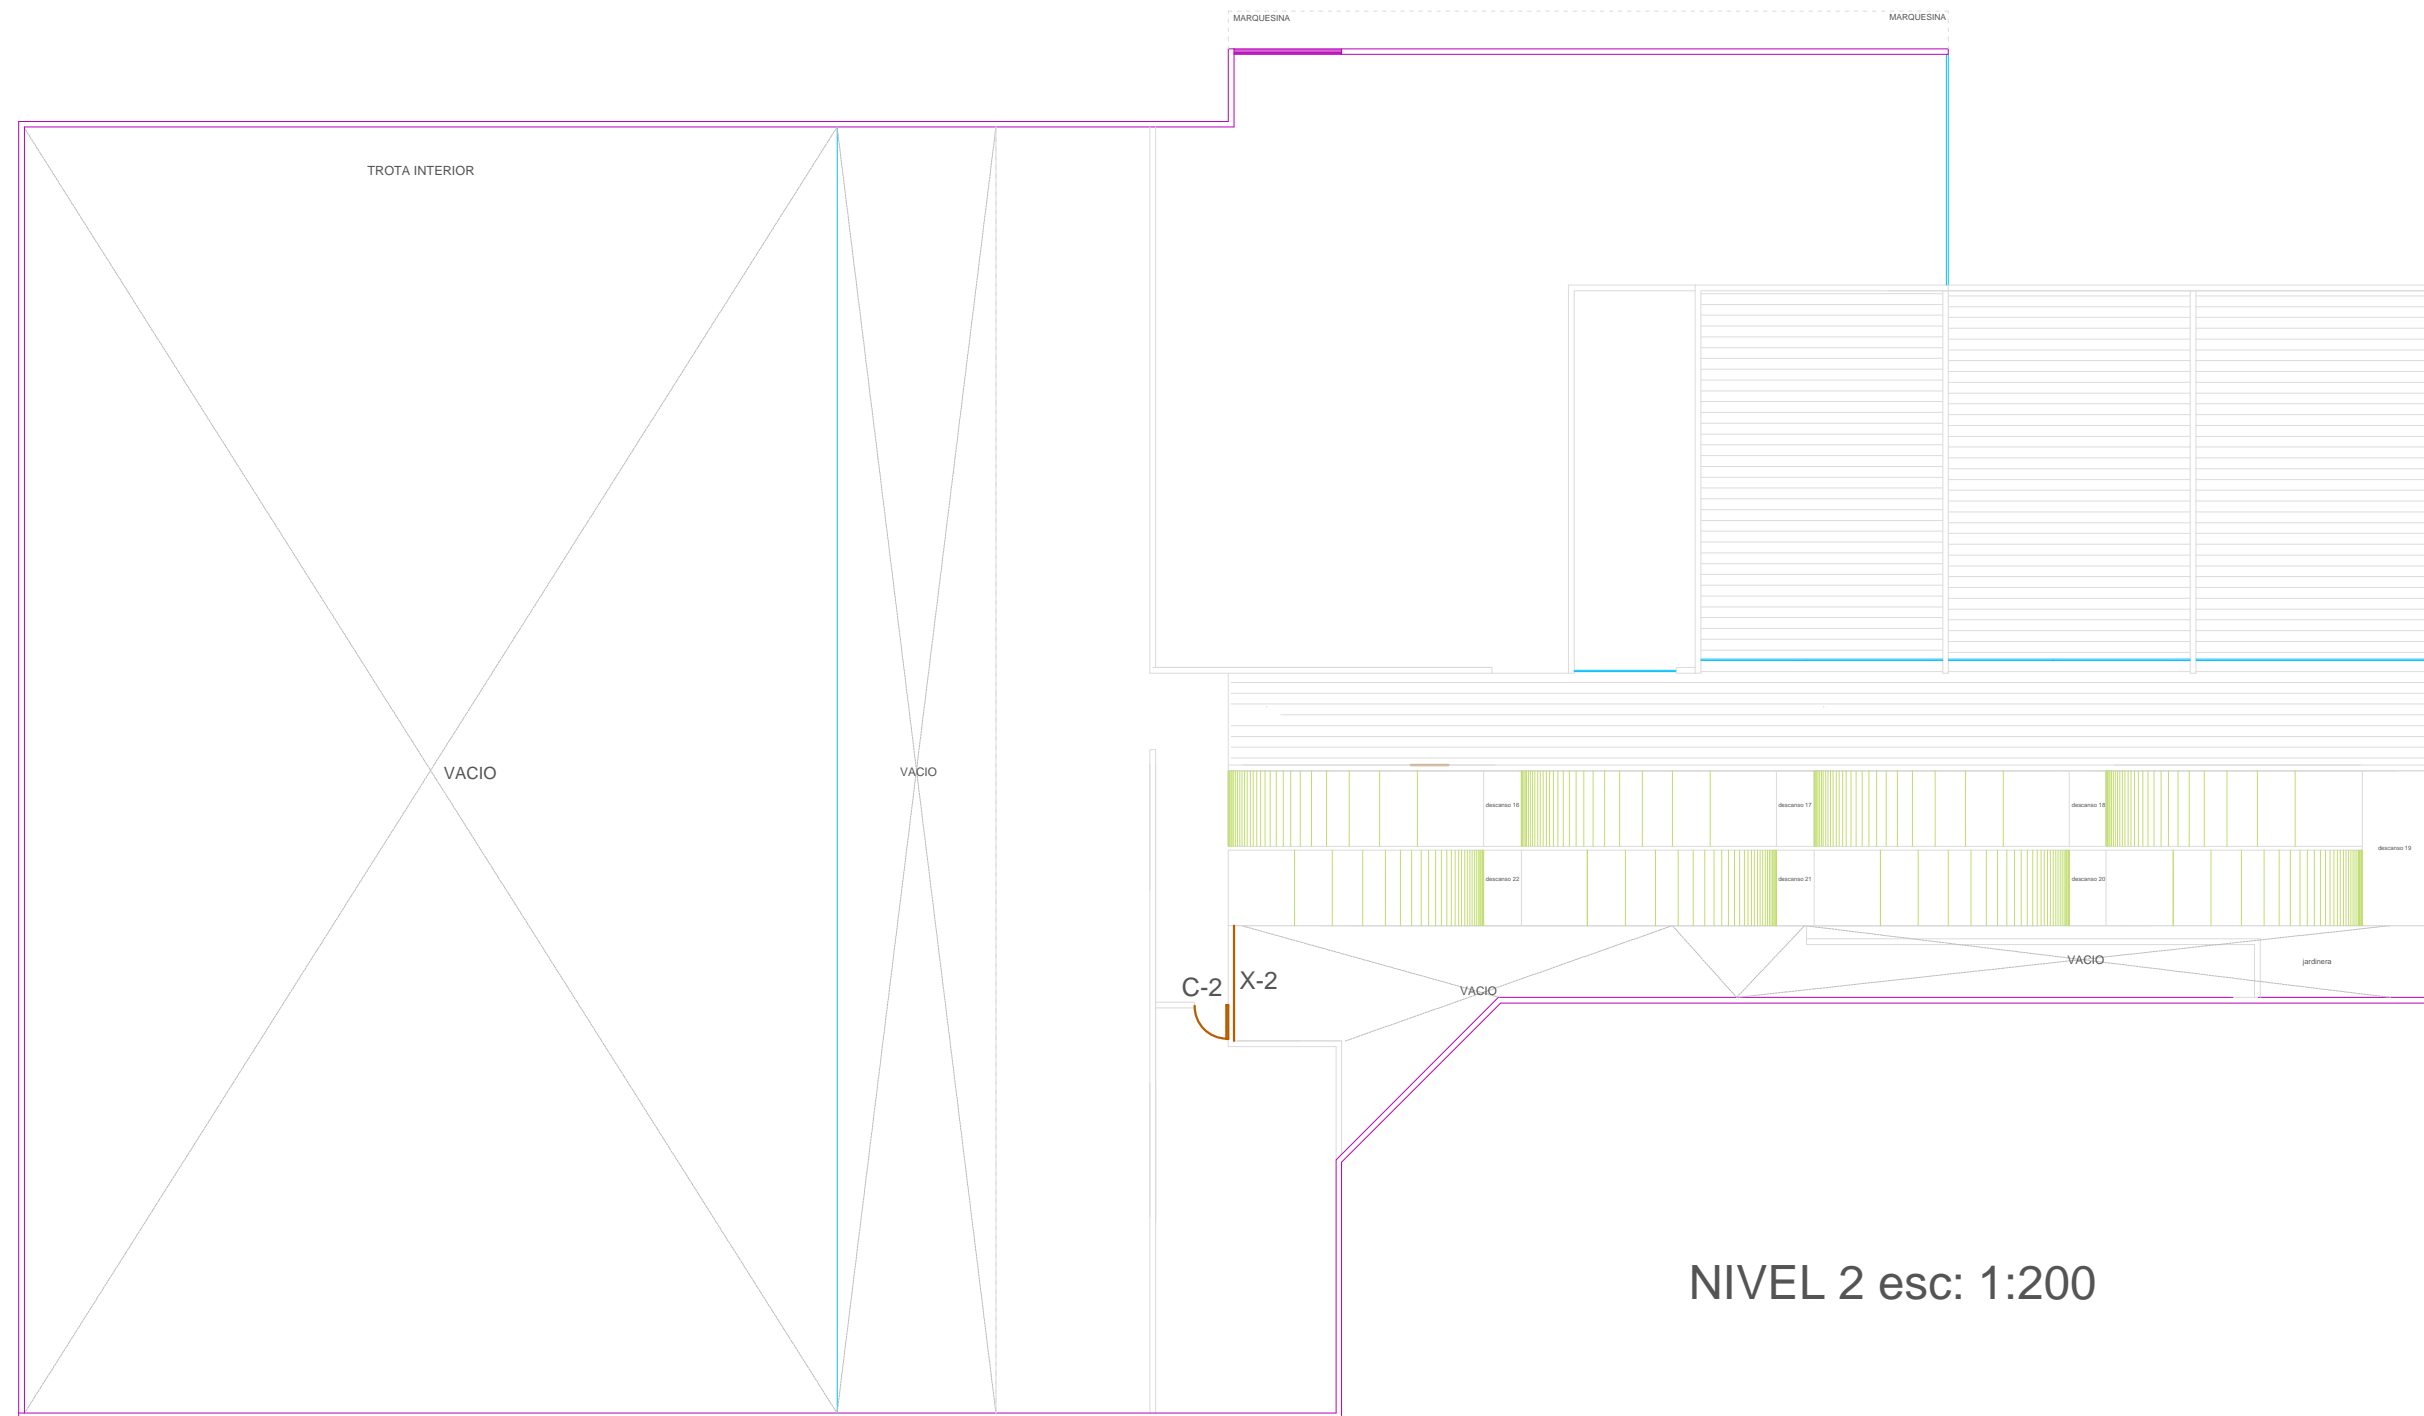 MARQUESINA MARQUESINA
TROTA INTERIOR
VACIO VACIO
descanso 16 descanso 17 descanso 18
descanso 19
descanso 22 descanso 21 descanso 20
C-2 X-2
VACIO jardinera
VACIO
NIVEL 2 esc: 1:200